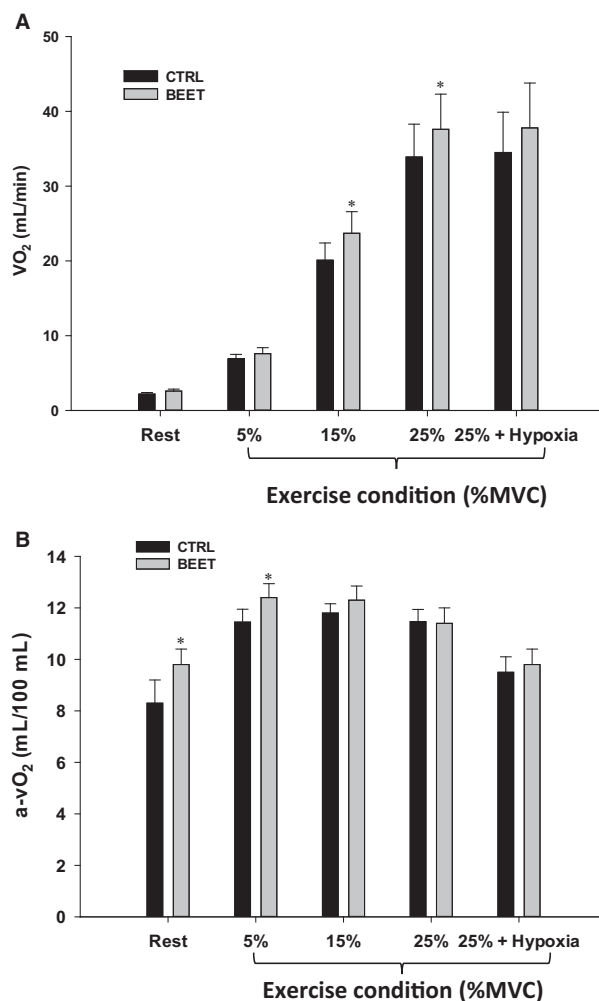 A
50
40
30
20
10
0
VO₂ (mL/min)
CTRL
BEET
*
*
Rest 5% 15% 25% 25% + Hypoxia
Exercise condition (%MVC)
B
14
12
10
8
6
4
2
0
a-vO₂ (mL/100 mL)
CTRL
BEET
*
*
Rest 5% 15% 25% 25% + Hypoxia
Exercise condition (%MVC)